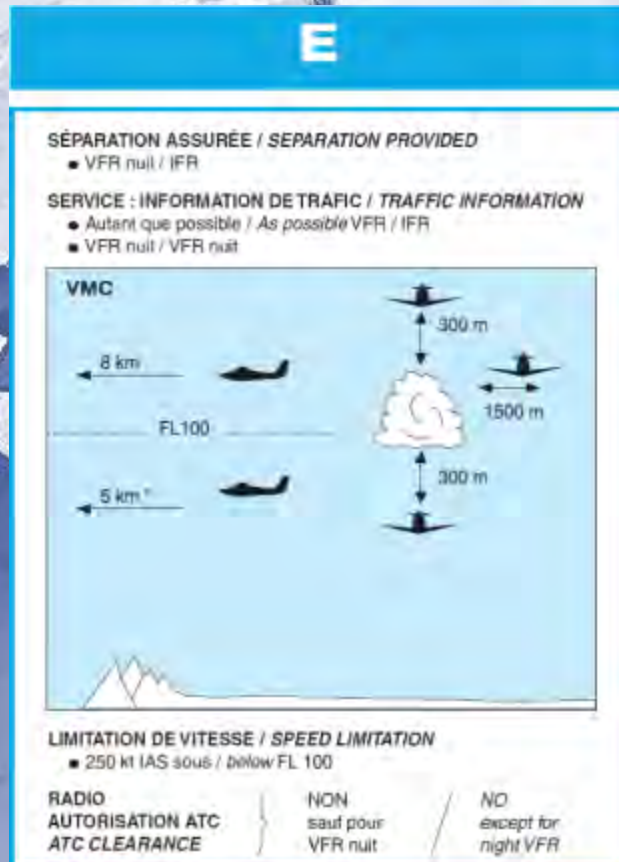 E
SÉPARATION ASSURÉE / SEPARATION PROVIDED
• VFR nuit / IFR
SERVICE : INFORMATION DE TRAFIC / TRAFFIC INFORMATION
• Autant que possible / As possible VFR / IFR
• VFR nuit / VFR nuit
VMC
300 m
8 km
1500 m
FL100
300 m
5 km *
LIMITATION DE VITESSE / SPEED LIMITATION
• 250 kt IAS sous / below FL 100
RADIO NON / NO
AUTORISATION ATC } sauf pour / except for
ATC CLEARANCE VFR nuit / night VFR